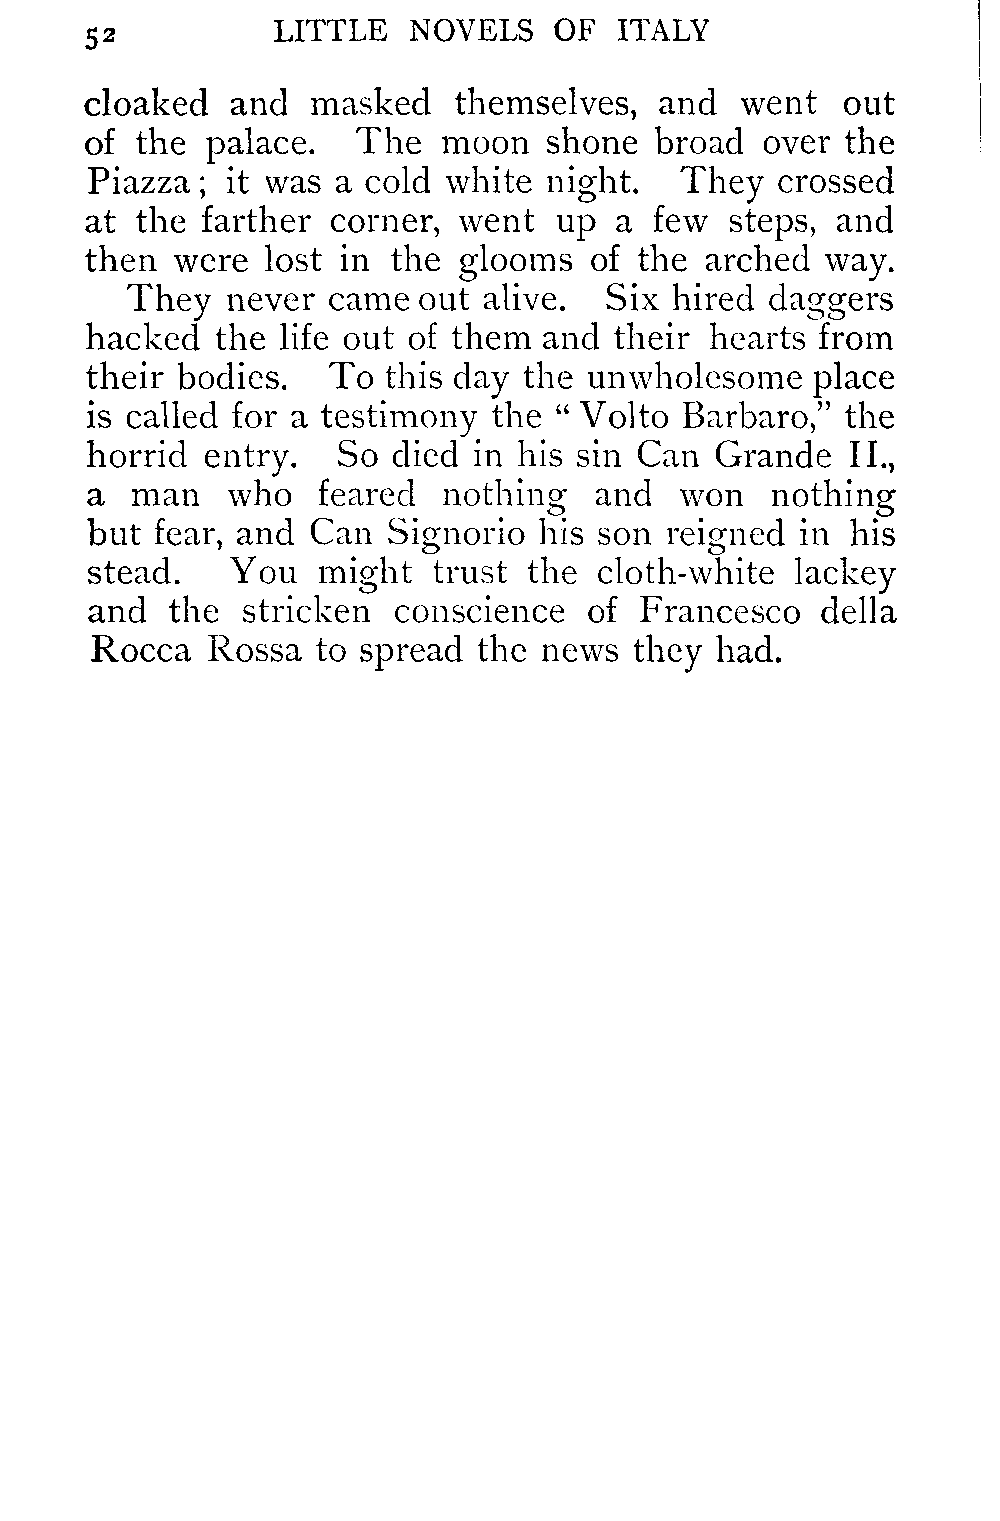 52 LITTLE NOVELS OF ITALY
cloaked and masked themselves, and went out
of the palace. The moon shone broad over the
Piazza; it was a cold white night. They crossed
at the farther corner, went up a few steps, and
then were lost in the glooms of the arched way.
They never came out alive. Six hired daggers
hacked the life out of them and their hearts from
their bodies. To this day the unwholesome place
is called for a testimony the “Volto Barbaro,” the
horrid entry. So died in his sin Can Grande II.,
a man who feared nothing and won nothing
but fear, and Can Signorio his son reigned in his
stead. You might trust the cloth-white lackey
and the stricken conscience of Francesco della
Rocca Rossa to spread the news they had.